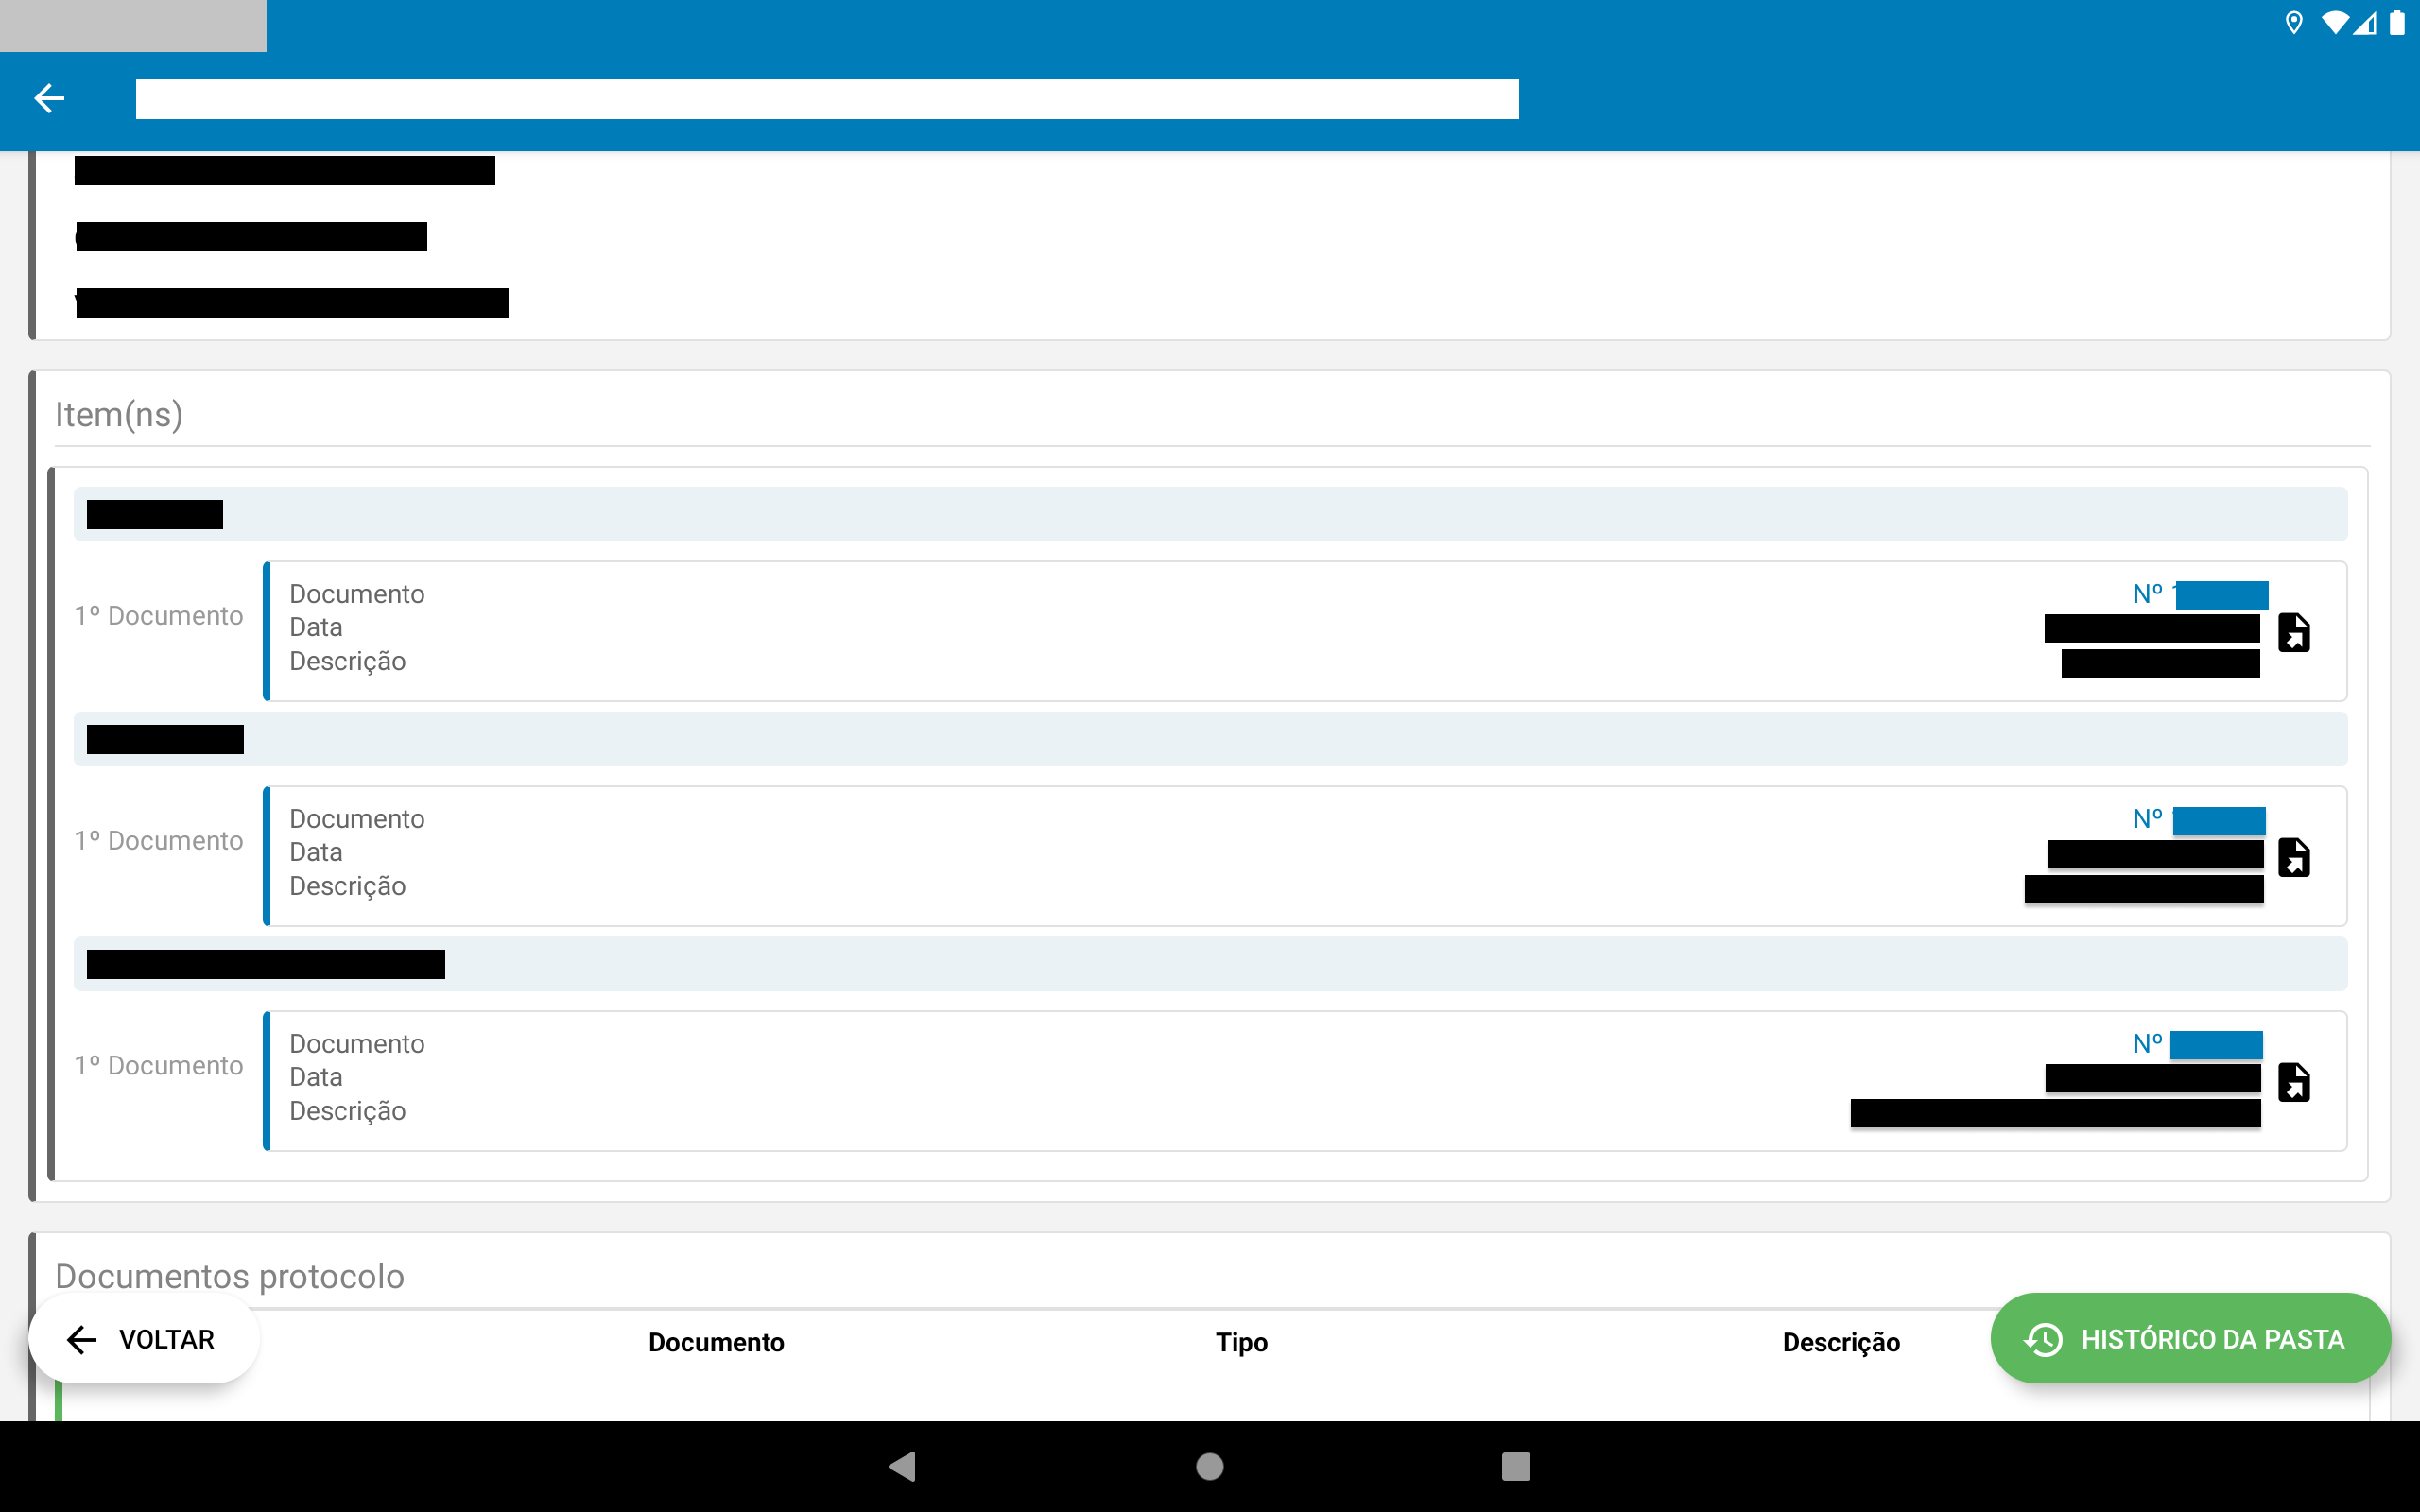 Item(ns)
1º Documento
Documento
Data
Descrição
Nº
1º Documento
Documento
Data
Descrição
Nº
1º Documento
Documento
Data
Descrição
Nº
Documentos protocolo
Documento Tipo Descrição
VOLTAR
HISTÓRICO DA PASTA